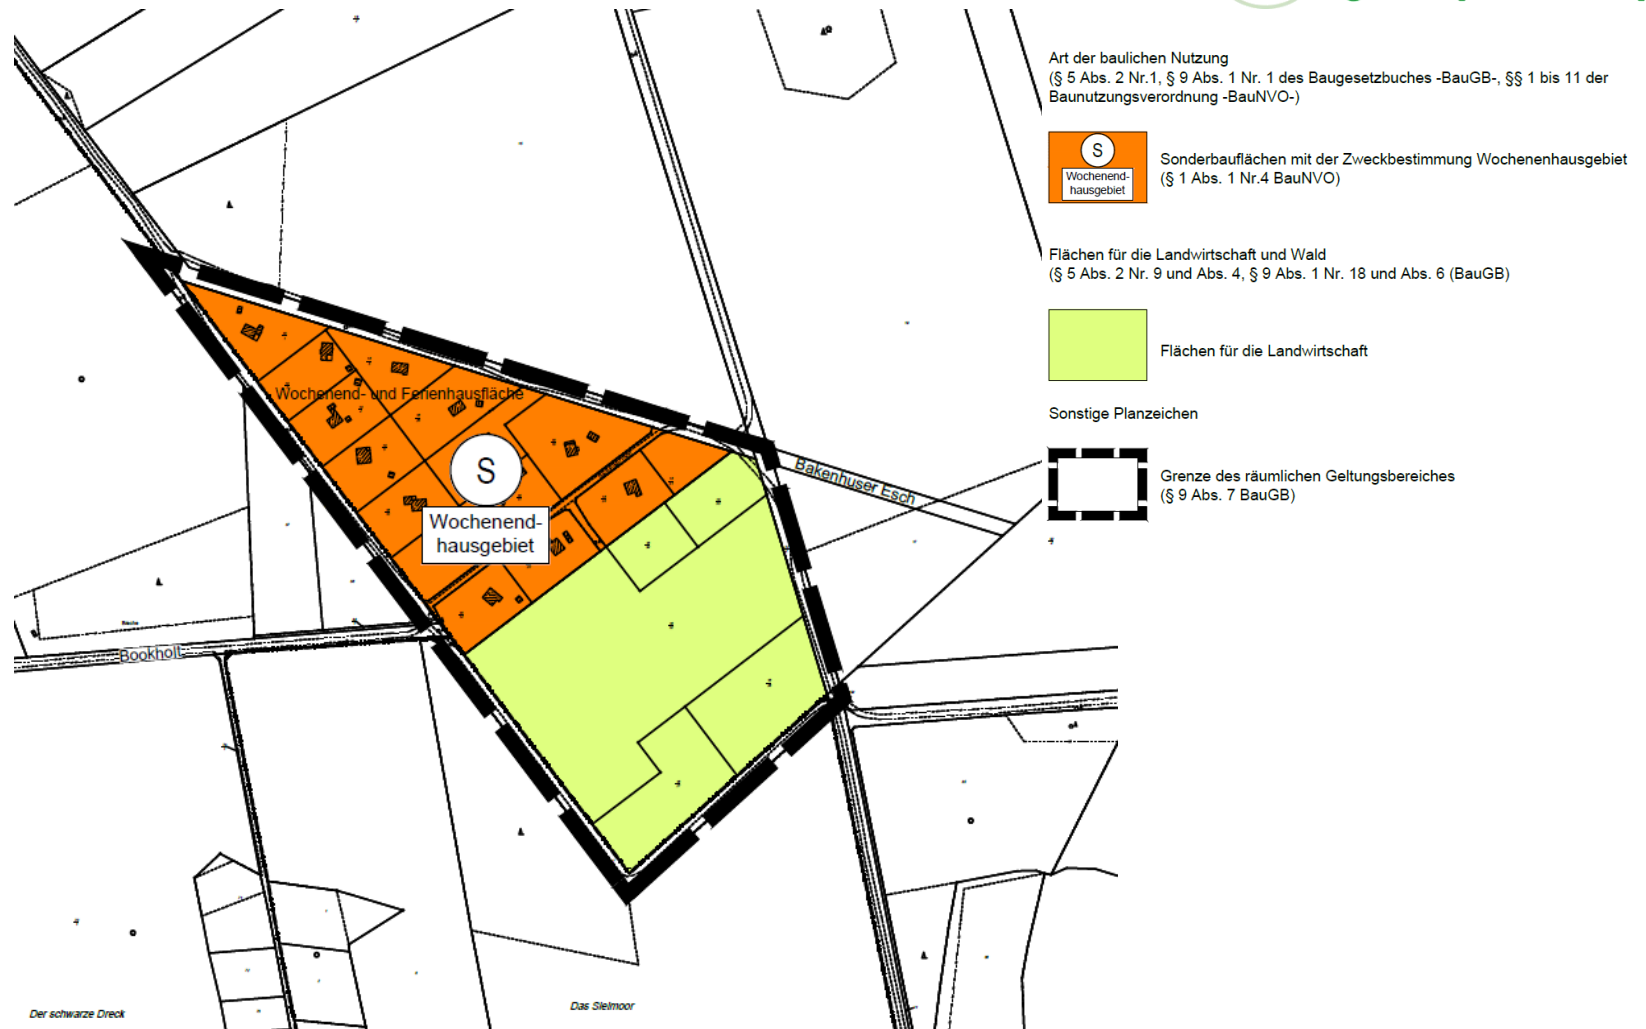 Art der baulichen Nutzung
(§ 5 Abs. 2 Nr.1, § 9 Abs. 1 Nr. 1 des Baugesetzbuches -BauGB-, §§ 1 bis 11 der
Baunutzungsverordnung -BauNVO-)
S
Wochenend-
hausgebiet
Sonderbauflächen mit der Zweckbestimmung Wochenenhausgebiet
(§ 1 Abs. 1 Nr.4 BauNVO)
Flächen für die Landwirtschaft und Wald
(§ 5 Abs. 2 Nr. 9 und Abs. 4, § 9 Abs. 1 Nr. 18 und Abs. 6 (BauGB)
Flächen für die Landwirtschaft
Sonstige Planzeichen
Grenze des räumlichen Geltungsbereiches
(§ 9 Abs. 7 BauGB)
Wochenend- und Ferienhausfläche
S
Wochenend-
hausgebiet
Bakenhuser Esch
Bookholt
Der schwarze Dreck
Das Sielmoor